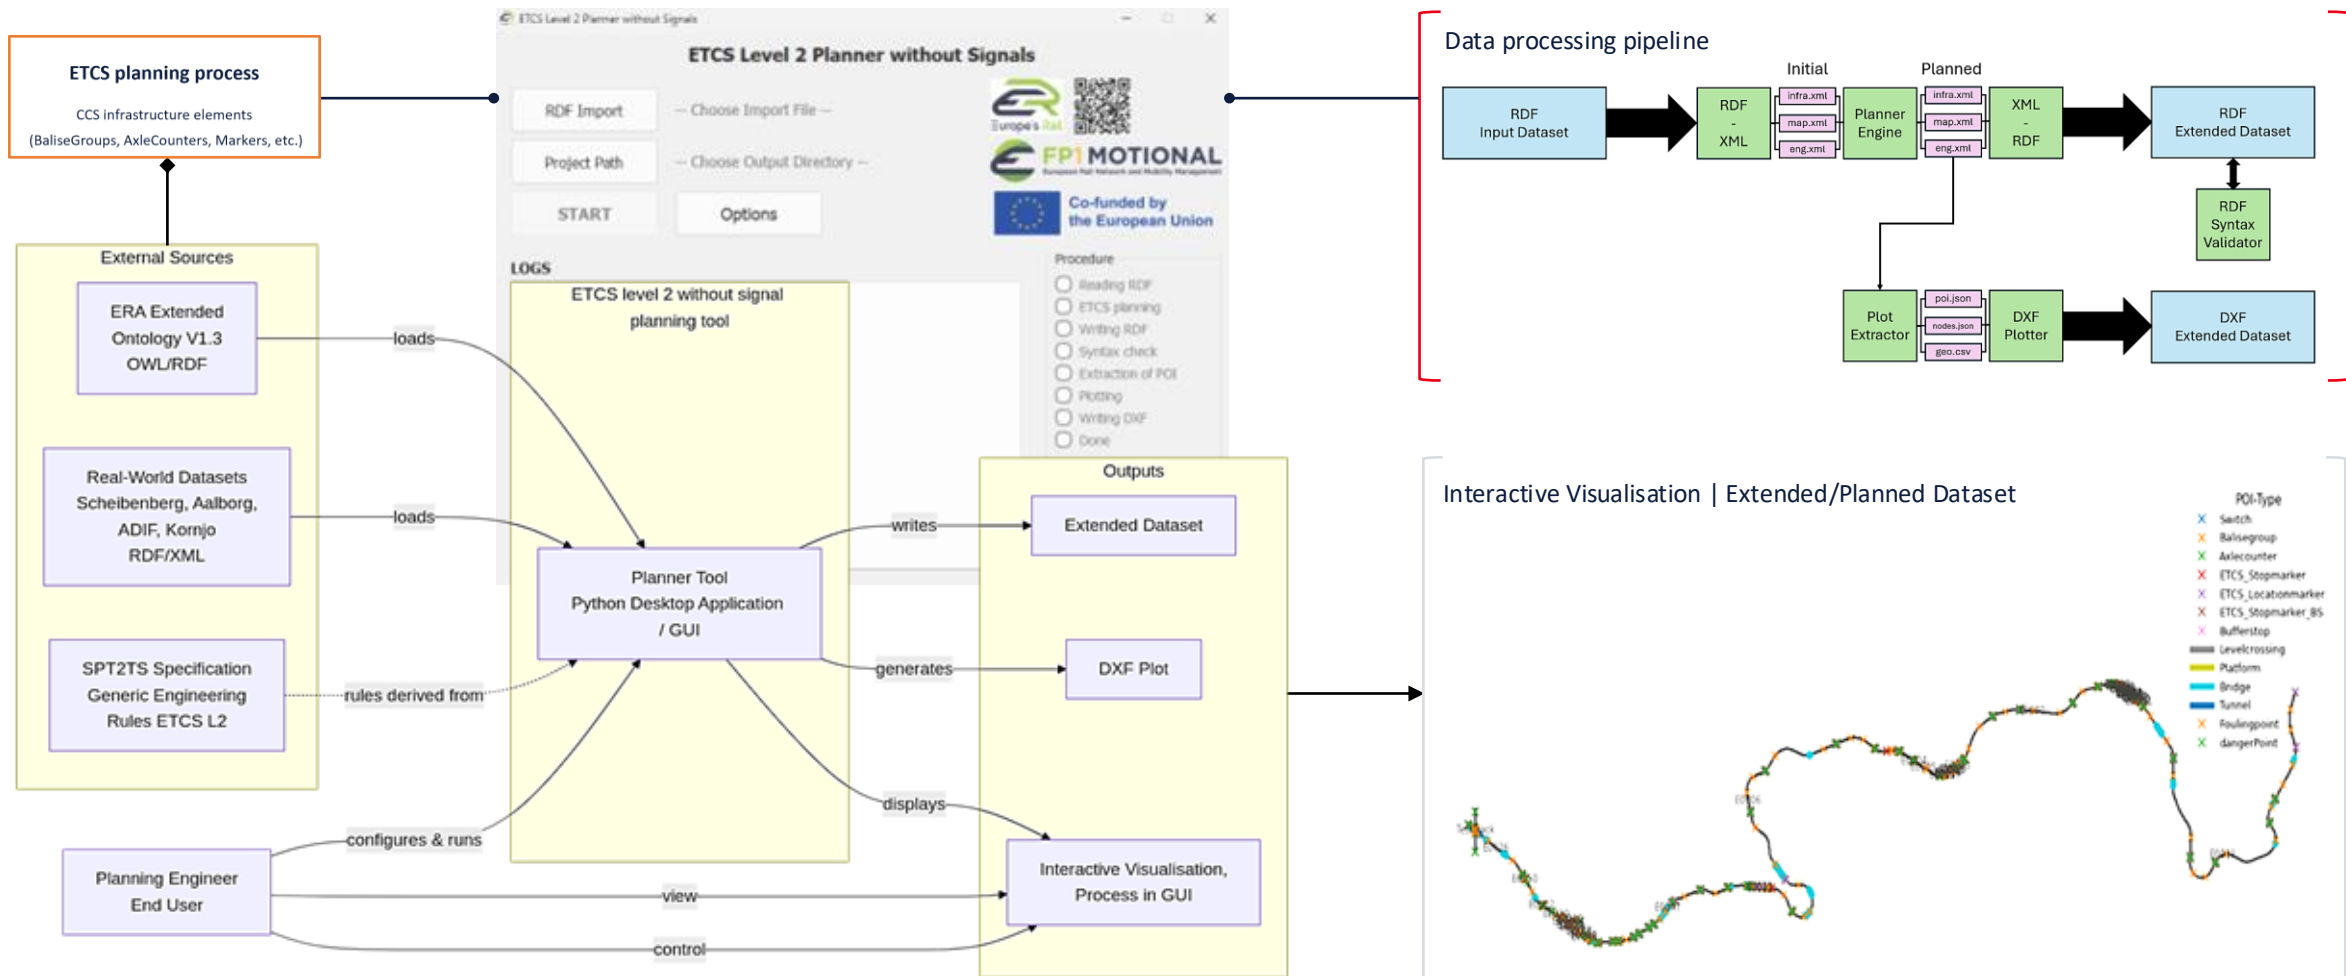 ETCS planning process
CCS infrastructure elements
(BaliseGroups, AxleCounters, Markers, etc.)
External Sources
ERA Extended
Ontology V1.3
OWL/RDF
Real-World Datasets
Scheibenberg, Aalborg,
ADIF, Kornjo
RDF/XML
SPT2TS Specification
Generic Engineering
Rules ETCS L2
Planning Engineer
End User
loads
loads
rules derived from
configures & runs
view
control
ETCS Level 2 Planner without Signals
ETCS Level 2 Planner without Signals
RDF Import
-- Choose Import File --
Project Path
-- Choose Output Directory --
START
Options
Europe's Rail
FP1 MOTIONAL
European Rail Network and Mobility Management
Co-funded by
the European Union
LOGS
Procedure
Reading RDF
ETCS planning
Writing RDF
Syntax check
Extraction of POI
Plotting
Writing DXF
Done
ETCS level 2 without signal
planning tool
Planner Tool
Python Desktop Application
/ GUI
writes
generates
displays
Outputs
Extended Dataset
DXF Plot
Interactive Visualisation,
Process in GUI
Data processing pipeline
RDF
Input Dataset
RDF
-
XML
Initial
infra.xml
map.xml
eng.xml
Planner
Engine
Planned
infra.xml
map.xml
eng.xml
XML
-
RDF
RDF
Extended Dataset
RDF
Syntax
Validator
Plot
Extractor
poi.json
nodes.json
geo.csv
DXF
Plotter
DXF
Extended Dataset
Interactive Visualisation | Extended/Planned Dataset
POI-Type
Switch
Balisegroup
Axlecounter
ETCS_Stopmarker
ETCS_Locationmarker
ETCS_Stopmarker_BS
Bufferstop
Levelcrossing
Platform
Bridge
Tunnel
Foulingpoint
dangerPoint